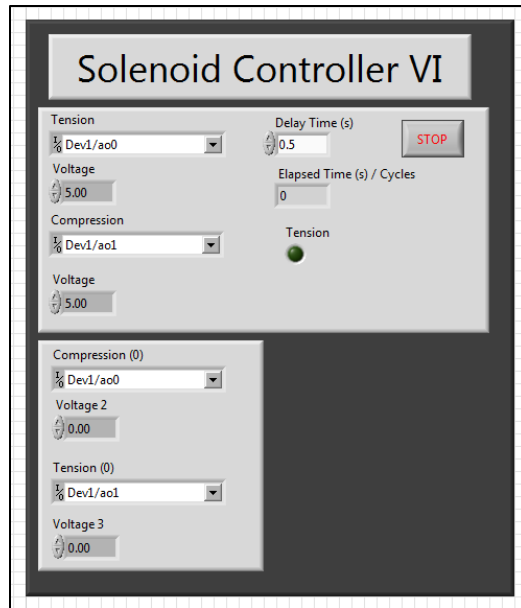 Solenoid Controller VI
Tension
Dev1/ao0
Voltage
5.00
Compression
Dev1/ao1
Voltage
5.00
Delay Time (s)
0.5
STOP
Elapsed Time (s) / Cycles
0
Tension
Compression (0)
Dev1/ao0
Voltage 2
0.00
Tension (0)
Dev1/ao1
Voltage 3
0.00